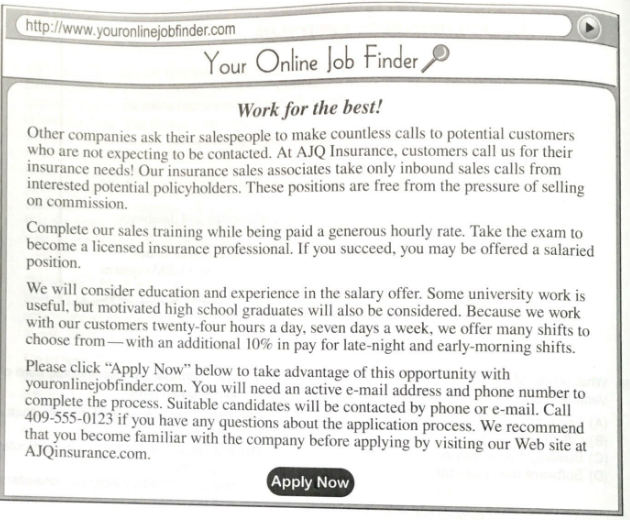 http://www.youronlinejobfinder.com
Your Online Job Finder
Work for the best!
Other companies ask their salespeople to make countless calls to potential customers
who are not expecting to be contacted. At AJQ Insurance, customers call us for their
insurance needs! Our insurance sales associates take only inbound sales calls from
interested potential policyholders. These positions are free from the pressure of selling
on commission.
Complete our sales training while being paid a generous hourly rate. Take the exam to
become a licensed insurance professional. If you succeed, you may be offered a salaried
position.
We will consider education and experience in the salary offer. Some university work is
useful, but motivated high school graduates will also be considered. Because we work
with our customers twenty-four hours a day, seven days a week, we offer many shifts to
choose from—with an additional 10% in pay for late-night and early-morning shifts.
Please click “Apply Now” below to take advantage of this opportunity with
youronlinejobfinder.com. You will need an active e-mail address and phone number to
complete the process. Suitable candidates will be contacted by phone or e-mail. Call
409-555-0123 if you have any questions about the application process. We recommend
that you become familiar with the company before applying by visiting our Web site at
AJQinsurance.com.
Apply Now